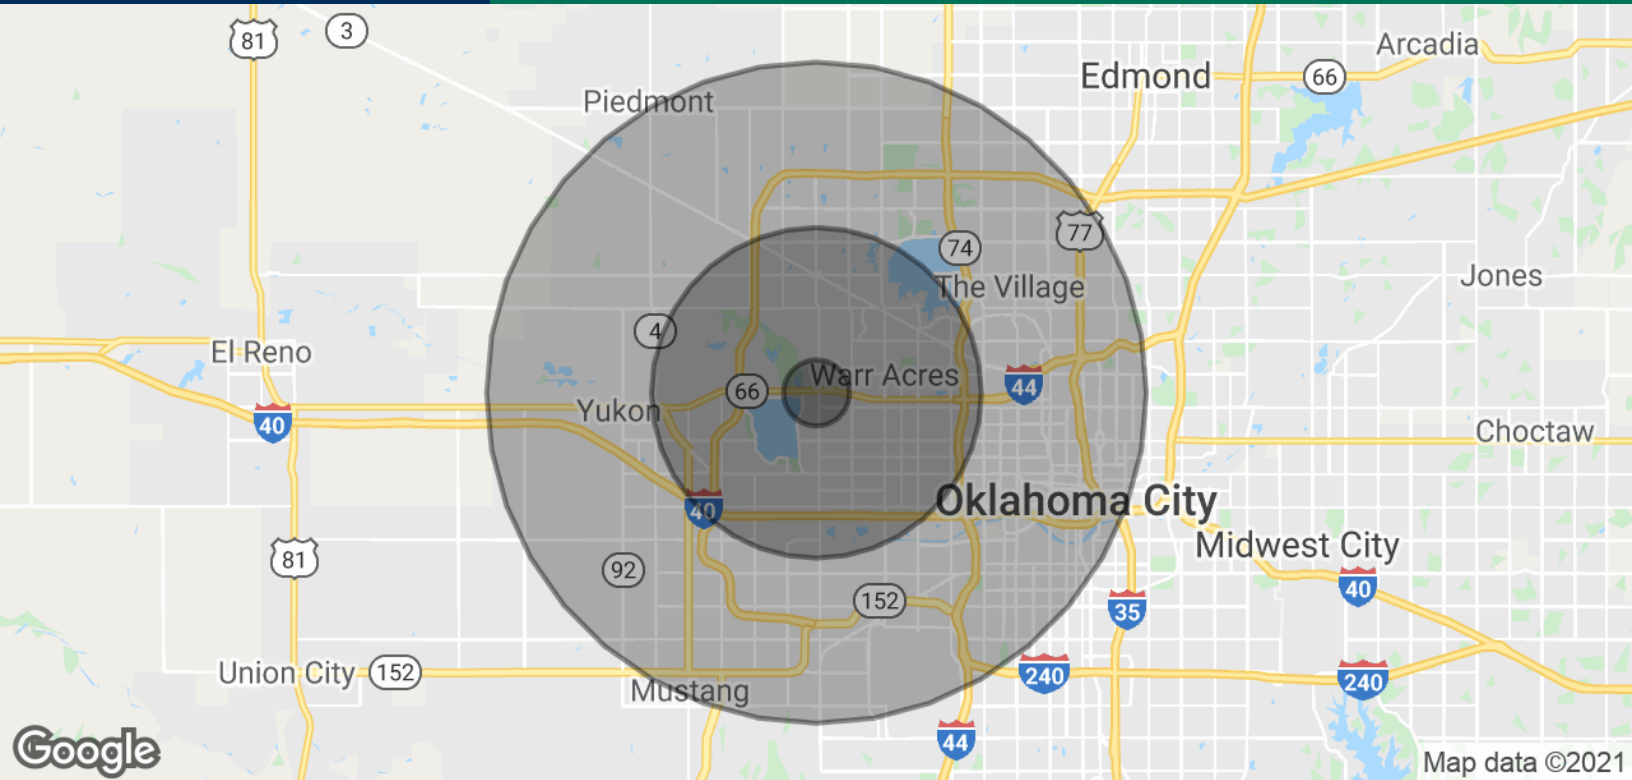 81
3
Arcadia
66
Edmond
Piedmont
77
74
Jones
The Village
4
El Reno
Warr Acres
44
66
Yukon
40
Choctaw
Oklahoma City
40
Midwest City
81
92
40
152
35
Union City
152
240
240
Mustang
44
Google
Map data ©2021